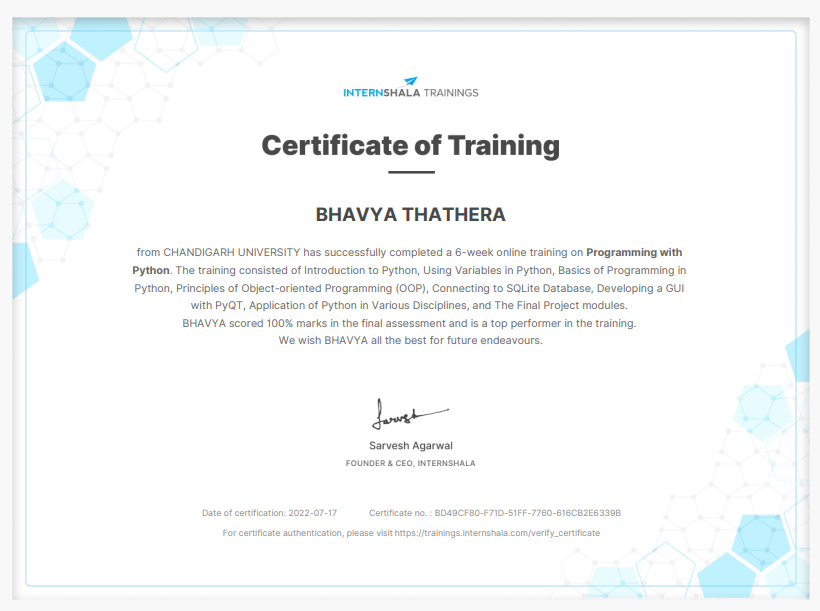 INTERNSHALA TRAININGS
Certificate of Training
BHAVYA THATHERA
from CHANDIGARH UNIVERSITY has successfully completed a 6-week online training on Programming with
Python. The training consisted of Introduction to Python, Using Variables in Python, Basics of Programming in
Python, Principles of Object-oriented Programming (OOP), Connecting to SQLite Database, Developing a GUI
with PyQT, Application of Python in Various Disciplines, and The Final Project modules.
BHAVYA scored 100% marks in the final assessment and is a top performer in the training.
We wish BHAVYA all the best for future endeavours.
Sarvesh
Sarvesh Agarwal
FOUNDER & CEO, INTERNSHALA
Date of certification: 2022-07-17 Certificate no. : BD49CF80-F71D-51FF-7760-616CB2E6339B
For certificate authentication, please visit https://trainings.internshala.com/verify_certificate